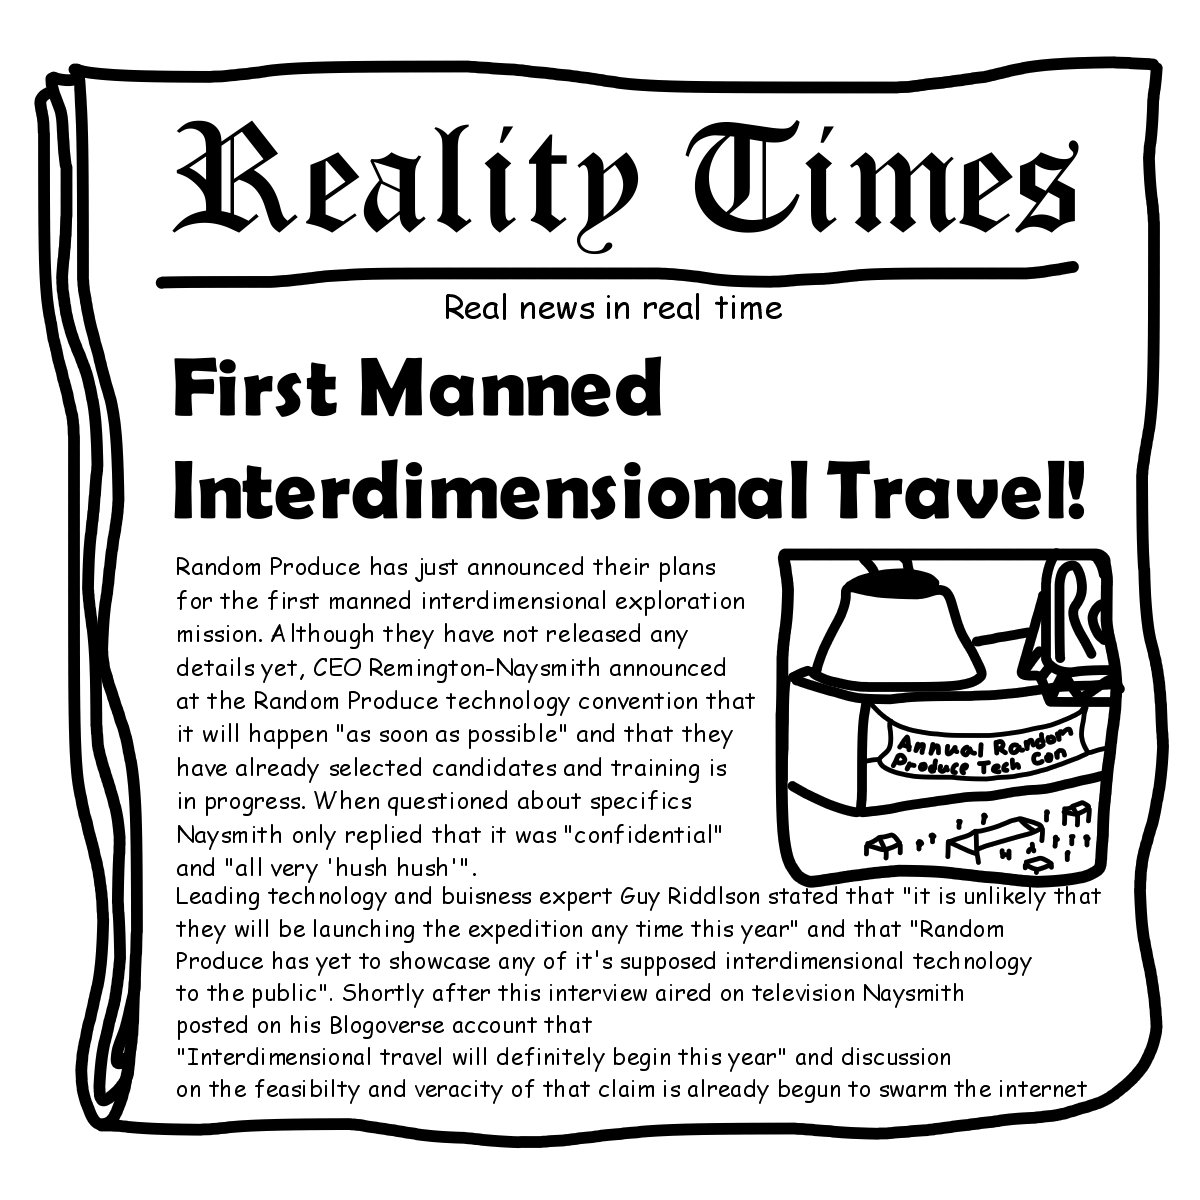 Reality Times
Real news in real time
First Manned
Interdimensional Travel!
Random Produce has just announced their plans
for the first manned interdimensional exploration
mission. Although they have not released any
details yet, CEO Remington-Naysmith announced
at the Random Produce technology convention that
it will happen "as soon as possible" and that they
have already selected candidates and training is
in progress. When questioned about specifics
Naysmith only replied that it was "confidential"
and "all very 'hush hush'".
R
Annual Random
Produce Tech Con
Leading technology and buisness expert Guy Riddlson stated that "it is unlikely that
they will be launching the expedition any time this year" and that "Random
Produce has yet to showcase any of it's supposed interdimensional technology
to the public". Shortly after this interview aired on television Naysmith
posted on his Blogoverse account that
"Interdimensional travel will definitely begin this year" and discussion
on the feasibilty and veracity of that claim is already begun to swarm the internet